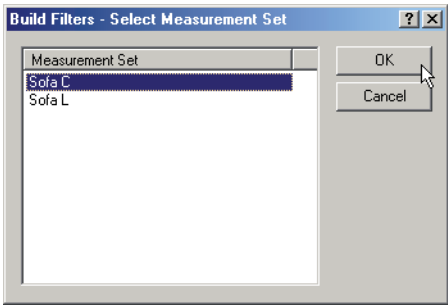 Build Filters - Select Measurement Set
Measurement Set
Sofa C
Sofa L
OK
Cancel